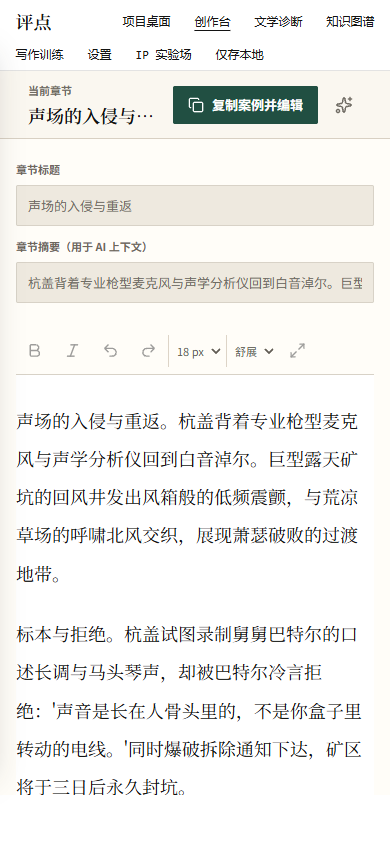 评点
项目桌面 创作台 文学诊断 知识图谱
写作训练 设置 IP 实验场 仅存本地
当前章节
声场的入侵与…
复制案例并编辑
章节标题
声场的入侵与重返
章节摘要（用于 AI 上下文）
杭盖背着专业枪型麦克风与声学分析仪回到白音淖尔。巨型
B I 18 px 舒展
声场的入侵与重返。杭盖背着专业枪型麦克
风与声学分析仪回到白音淖尔。巨型露天矿
坑的回风井发出风箱般的低频震颤，与荒凉
草场的呼啸北风交织，展现萧瑟破败的过渡
地带。
标本与拒绝。杭盖试图录制舅舅巴特尔的口
述长调与马头琴声，却被巴特尔冷言拒
绝：'声音是长在人骨头里的，不是你盒子里
转动的电线。'同时爆破拆除通知下达，矿区
将于三日后永久封坑。